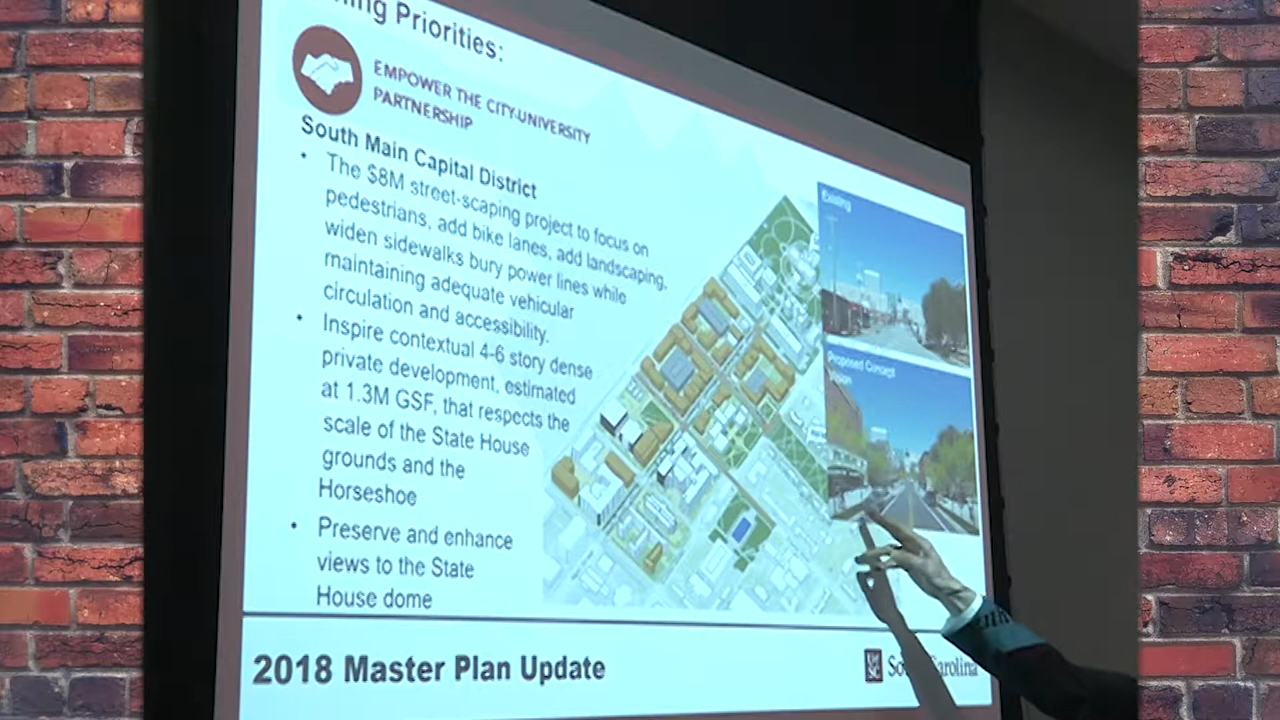 ing Priorities:
EMPOWER THE CITY-UNIVERSITY
PARTNERSHIP
South Main Capital District
• The $8M street-scaping project to focus on
pedestrians, add bike lanes, add landscaping,
widen sidewalks bury power lines while
maintaining adequate vehicular
circulation and accessibility.
• Inspire contextual 4-6 story dense
private development, estimated
at 1.3M GSF, that respects the
scale of the State House
grounds and the
Horseshoe
• Preserve and enhance
views to the State
House dome
Existing
Proposed Concept
2018 Master Plan Update
South Carolina